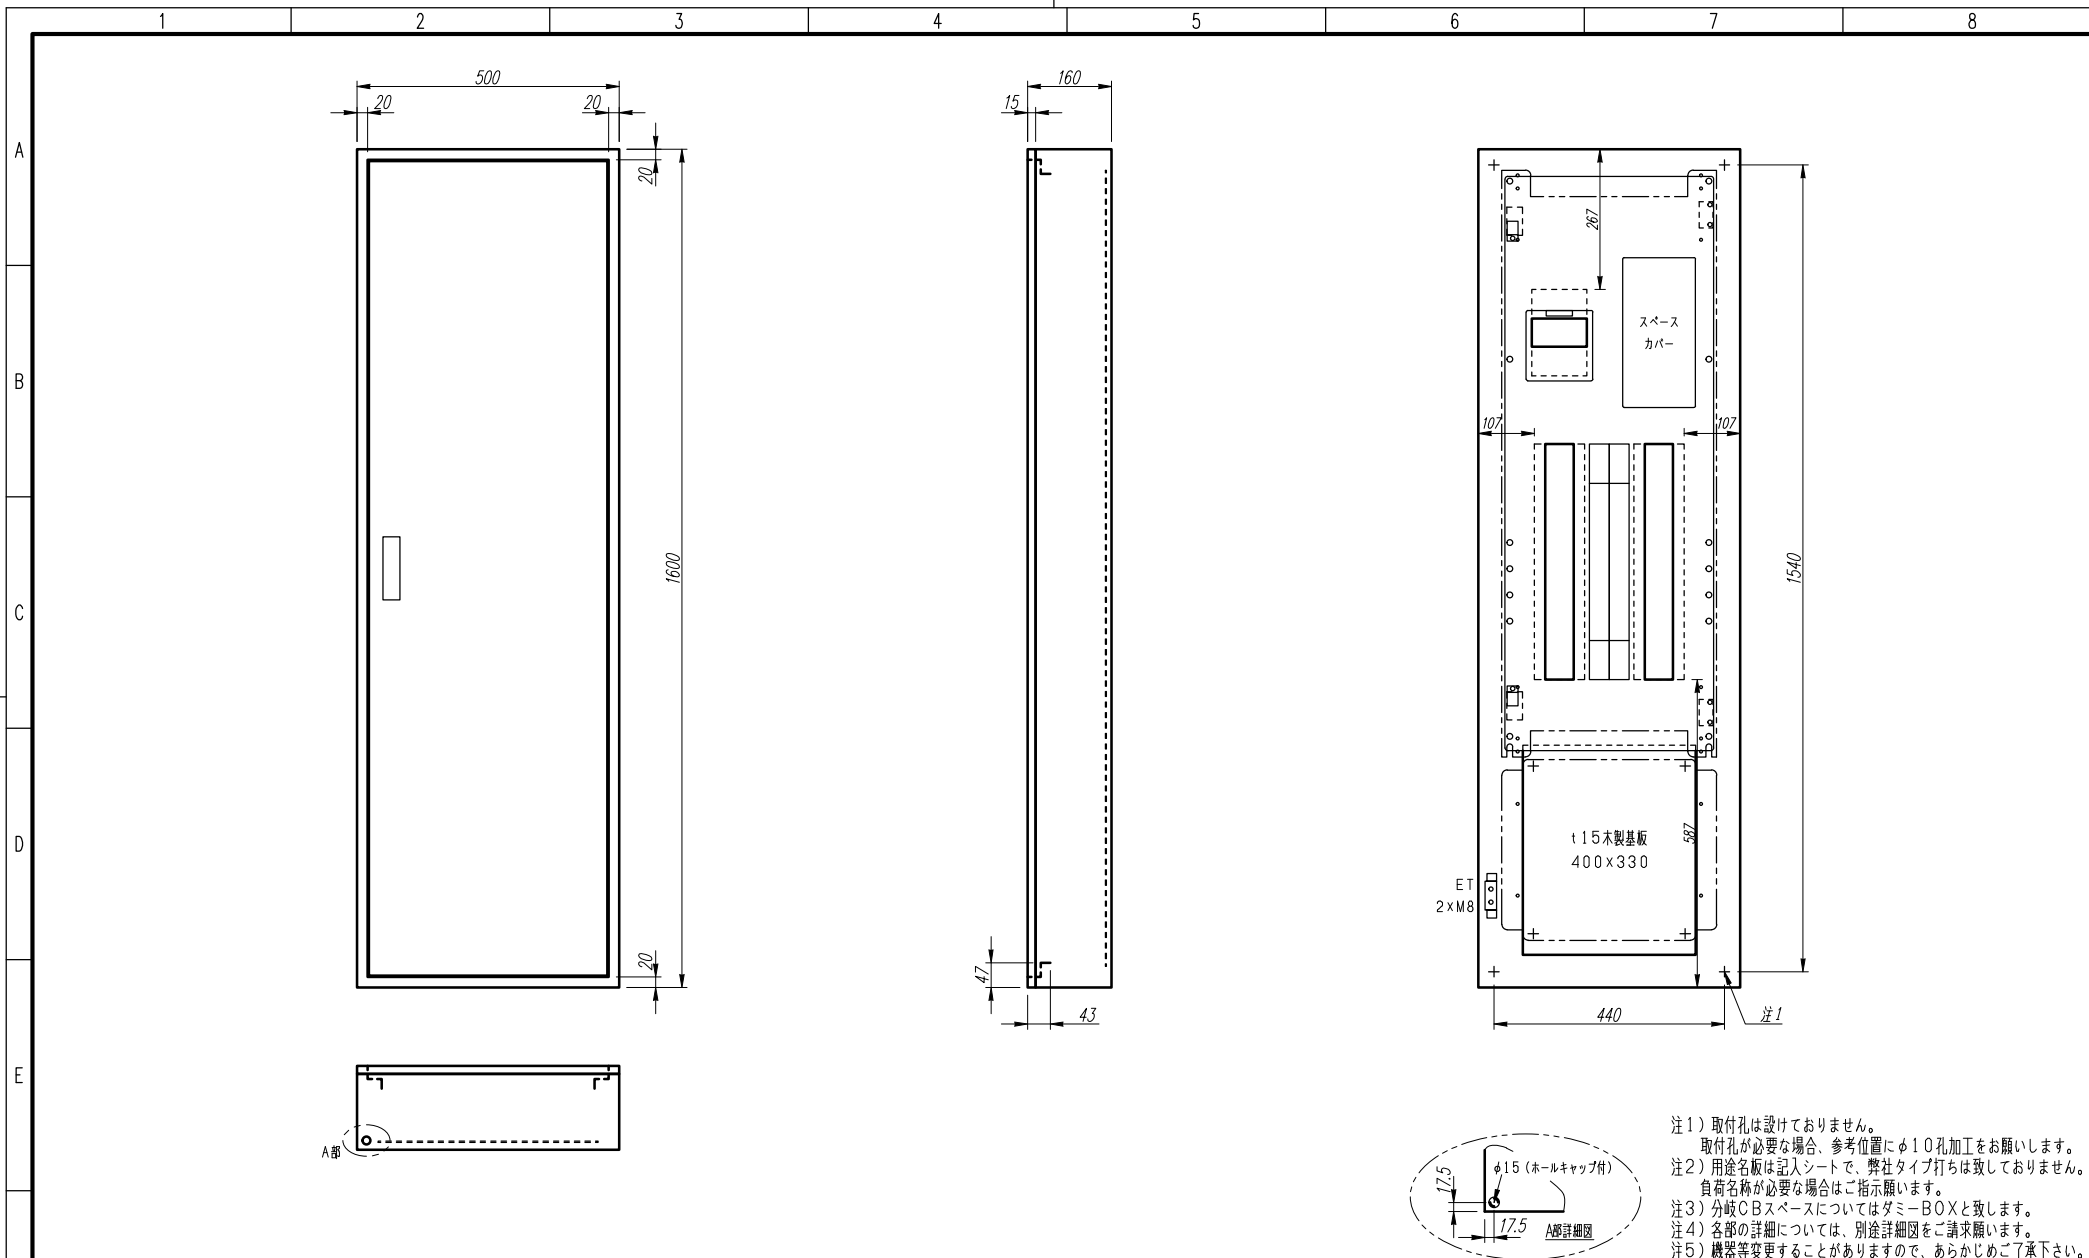 1 2 3 4 5 6 7 8
A
B
C
D
E
500
20 20
20
1600
20
160
15
47
43
267
スペース
カバー
107 107
1540
587
t15木製基板
400×330
ET
2×M8
440
注1
A部
φ15(ホールキャップ付)
17.5
17.5
A部詳細図
注1)取付孔は設けておりません。
取付孔が必要な場合、参考位置にφ10孔加工をお願いします。
注2)用途名板は記入シートで、弊社タイプ打ちは致しておりません。
負荷名称が必要な場合はご指示願います。
注3)分岐CBスペースについてはダミーBOXと致します。
注4)各部の詳細については、別途詳細図をご請求願います。
注5)機器等変更することがありますので、あらかじめご了承下さい。